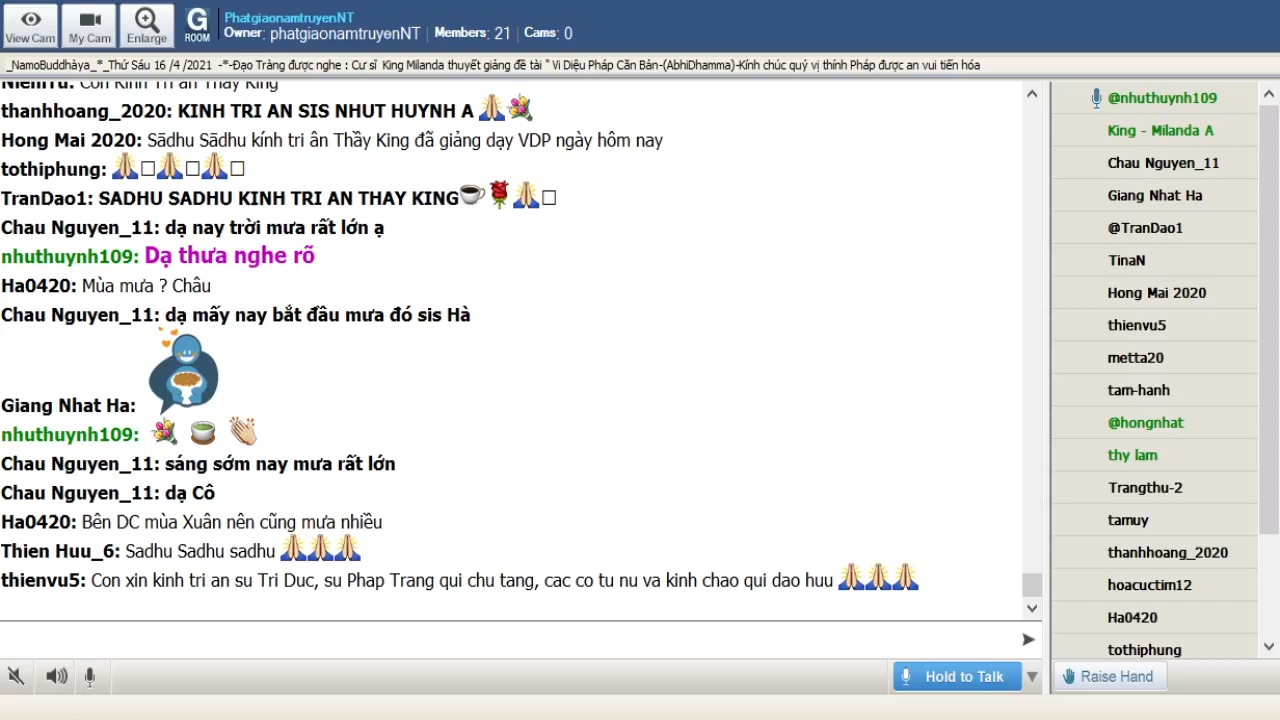 View Cam
My Cam
Enlarge
G
ROOM
PhatgiaonamtruyenNT
Owner: phatgiaonamtruyenNT | Members: 21 | Cams: 0
_NamoBuddhàya_*_Thứ Sáu 16 /4 /2021 -*-Đạo Tràng được nghe : Cư sĩ King Milanda thuyết giảng đề tài " Vi Diệu Pháp Căn Bản-(AbhiDhamma)-Kính chúc quý vị thính Pháp được an vui tiến hóa
NienTu: Con Kinh Tri an Thay King
thanhhoang_2020: KINH TRI AN SIS NHUT HUYNH A
Hong Mai 2020: Sādhu Sādhu kính tri ân Thầy King đã giảng dạy VDP ngày hôm nay
tothiphung:
TranDao1: SADHU SADHU KINH TRI AN THAY KING
Chau Nguyen_11: dạ nay trời mưa rất lớn ạ
nhuthuynh109: Dạ thưa nghe rõ
Ha0420: Mùa mưa ? Châu
Chau Nguyen_11: dạ mấy nay bắt đầu mưa đó sis Hà
Giang Nhat Ha:
nhuthuynh109:
Chau Nguyen_11: sáng sớm nay mưa rất lớn
Chau Nguyen_11: dạ Cô
Ha0420: Bên DC mùa Xuân nên cũng mưa nhiều
Thien Huu_6: Sadhu Sadhu sadhu
thienvu5: Con xin kinh tri an su Tri Duc, su Phap Trang qui chu tang, cac co tu nu va kinh chao qui dao huu
@nhuthuynh109
King - Milanda A
Chau Nguyen_11
Giang Nhat Ha
@TranDao1
TinaN
Hong Mai 2020
thienvu5
metta20
tam-hanh
@hongnhat
thy lam
Trangthu-2
tamuy
thanhhoang_2020
hoacuctim12
Ha0420
tothiphung
Hold to Talk
Raise Hand